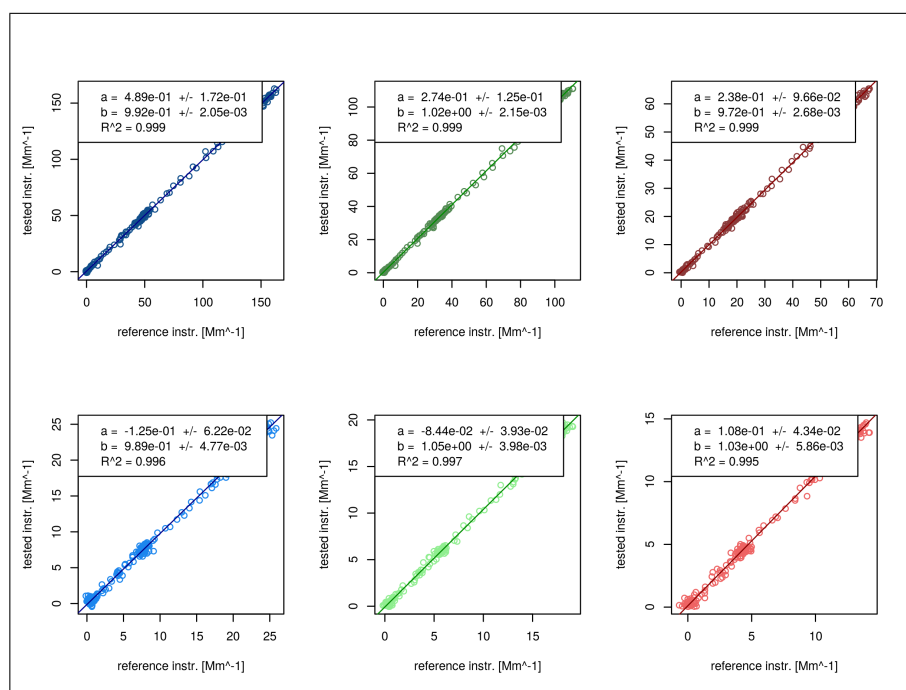 a = 4.89e-01 +/- 1.72e-01
b = 9.92e-01 +/- 2.05e-03
R^2 = 0.999
tested instr. [Mm^-1]
0 50 100 150
0 50 100 150
reference instr. [Mm^-1]
a = 2.74e-01 +/- 1.25e-01
b = 1.02e+00 +/- 2.15e-03
R^2 = 0.999
tested instr. [Mm^-1]
0 20 40 60 80 100
0 20 40 60 80 100
reference instr. [Mm^-1]
a = 2.38e-01 +/- 9.66e-02
b = 9.72e-01 +/- 2.68e-03
R^2 = 0.999
tested instr. [Mm^-1]
0 10 20 30 40 50 60
0 10 20 30 40 50 60 70
reference instr. [Mm^-1]
a = -1.25e-01 +/- 6.22e-02
b = 9.89e-01 +/- 4.77e-03
R^2 = 0.996
tested instr. [Mm^-1]
0 5 10 15 20 25
0 5 10 15 20 25
reference instr. [Mm^-1]
a = -8.44e-02 +/- 3.93e-02
b = 1.05e+00 +/- 3.98e-03
R^2 = 0.997
tested instr. [Mm^-1]
0 5 10 15 20
0 5 10 15
reference instr. [Mm^-1]
a = 1.08e-01 +/- 4.34e-02
b = 1.03e+00 +/- 5.86e-03
R^2 = 0.995
tested instr. [Mm^-1]
0 5 10 15
0 5 10
reference instr. [Mm^-1]